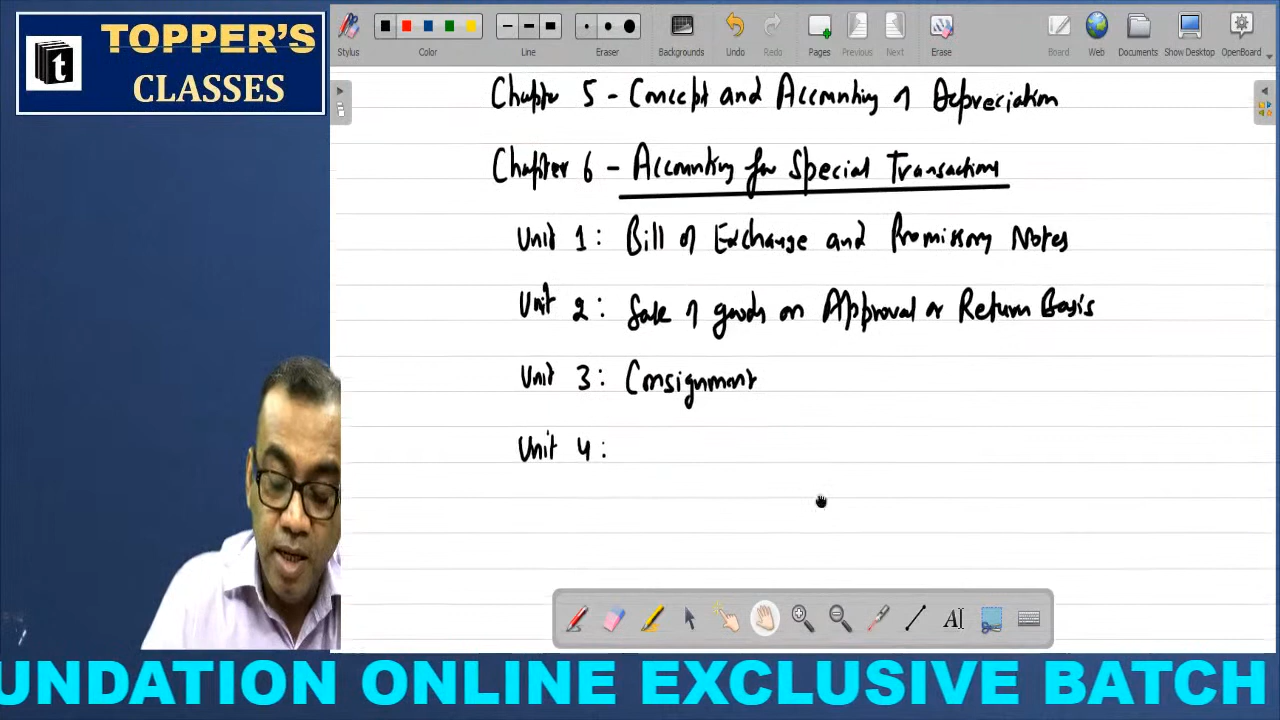 TOPPER'S
CLASSES
t
Stylus
Color
Line
Eraser
Backgrounds
Undo
Redo
Pages
Previous
Next
Erase
Board
Web
Documents
Show Desktop
OpenBoard
Chapter 5 - Concept and Accounting of Depreciation
Chapter 6 - Accounting for Special Transactions
Unit 1: Bill of Exchange and Promissory Notes
Unit 2: Sale of goods on Approval or Return Basis
Unit 3: Consignment
Unit 4:
A
UNDATION ONLINE EXCLUSIVE BATCH